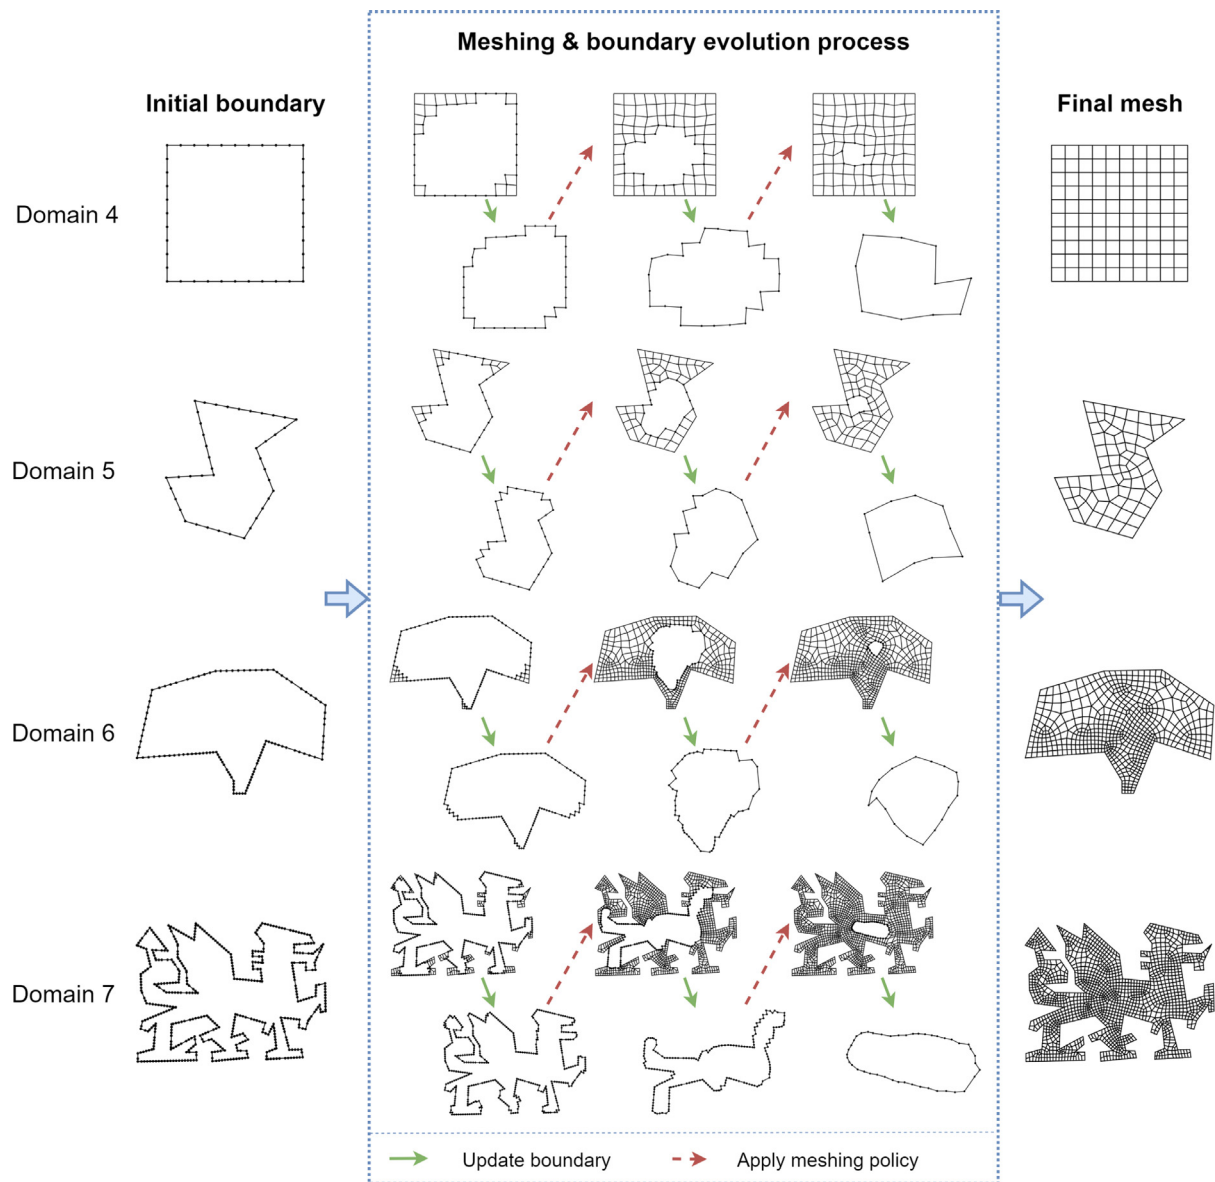 Meshing & boundary evolution process
Initial boundary
Final mesh
Domain 4
Domain 5
Domain 6
Domain 7
Update boundary
Apply meshing policy